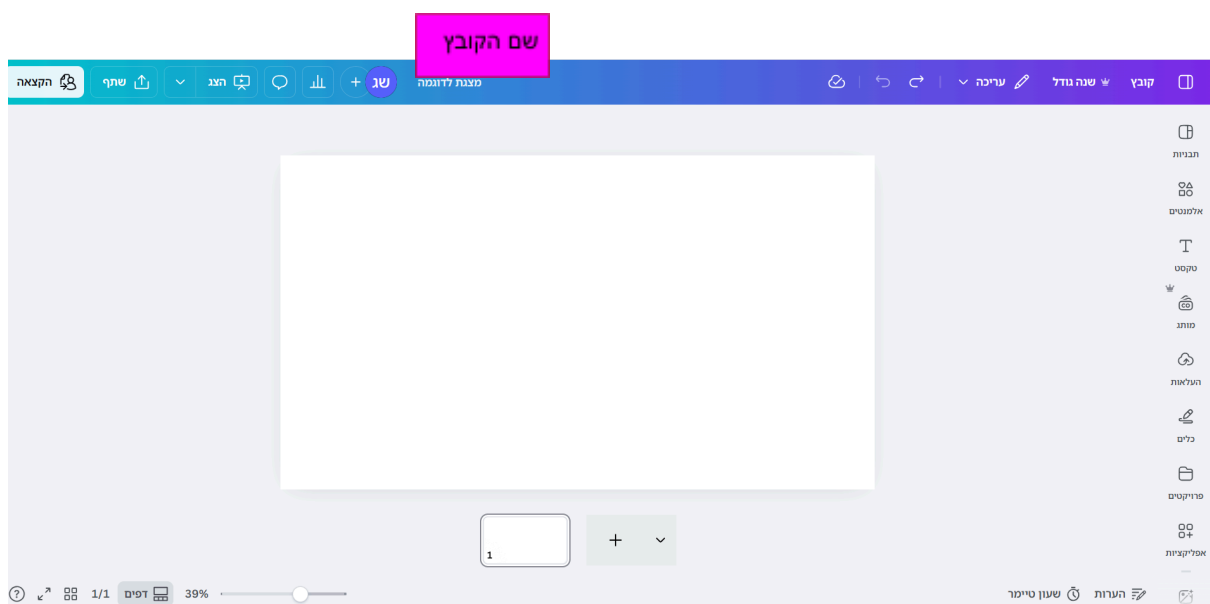 שם הקובץ
קובץ
שנה גודל
עריכה
מצגת לדוגמה
שג
+
הצג
שתף
הקצאה
תבניות
אלמנטים
טקסט
CO
מותג
העלאות
כלים
פרויקטים
אפליקציות
1
+
הערות
שעון טיימר
39%
דפים
1/1
?